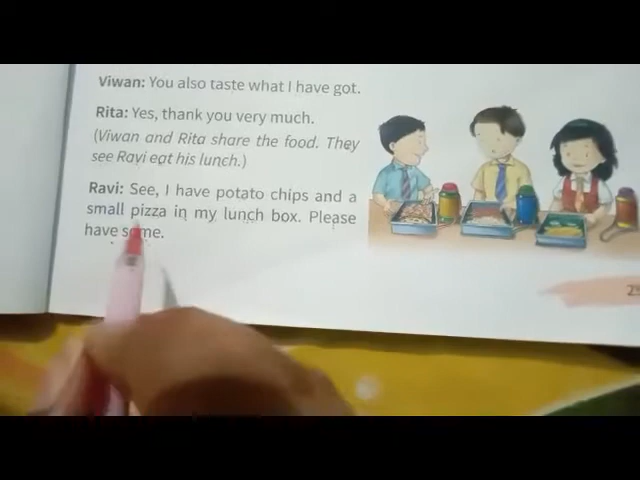 Viwan: You also taste what I have got.
Rita: Yes, thank you very much.
(Viwan and Rita share the food. They
see Ravi eat his lunch.)
Ravi: See, I have potato chips and a
small pizza in my lunch box. Please
have some.